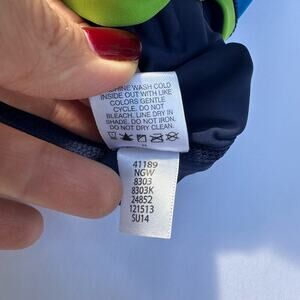 MACHINE WASH COLD
INSIDE OUT WITH LIKE
COLORS GENTLE
CYCLE. DO NOT
BLEACH. LINE DRY IN
SHADE. DO NOT IRON.
DO NOT DRY CLEAN.
41189
NGW
8303
8303K
24852
121513
SU14